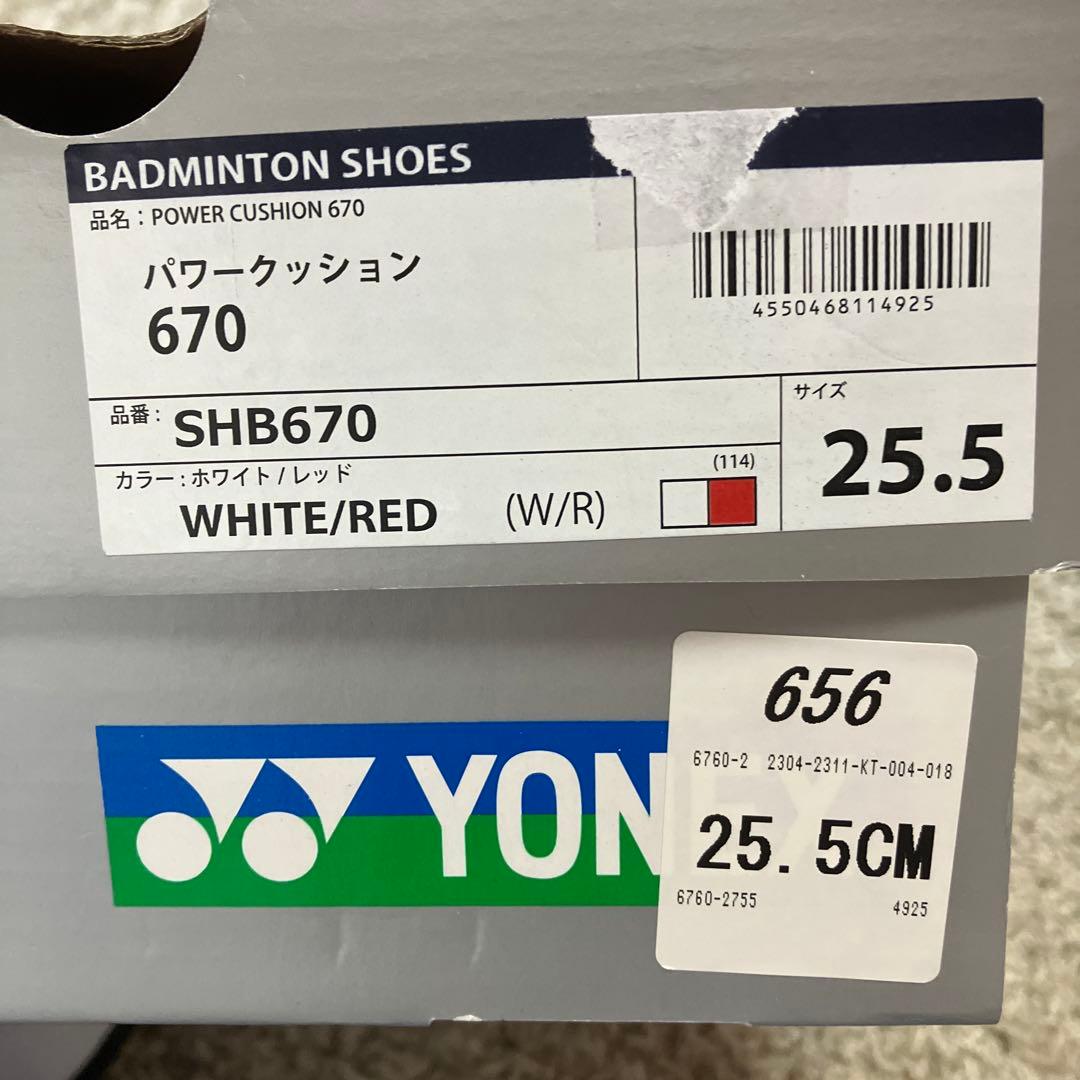 BADMINTON SHOES
品名：POWER CUSHION 670
パワークッション
670
4550468114925
品番：SHB670
サイズ
25.5
カラー：ホワイト / レッド
WHITE/RED (W/R) (114)
YON
656
6760-2 2304-2311-KT-004-018
25.5CM
6760-2755 4925